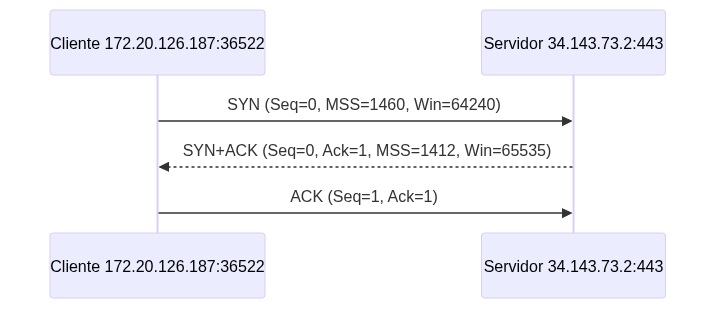 Cliente 172.20.126.187:36522
Servidor 34.143.73.2:443
SYN (Seq=0, MSS=1460, Win=64240)
SYN+ACK (Seq=0, Ack=1, MSS=1412, Win=65535)
ACK (Seq=1, Ack=1)
Cliente 172.20.126.187:36522
Servidor 34.143.73.2:443